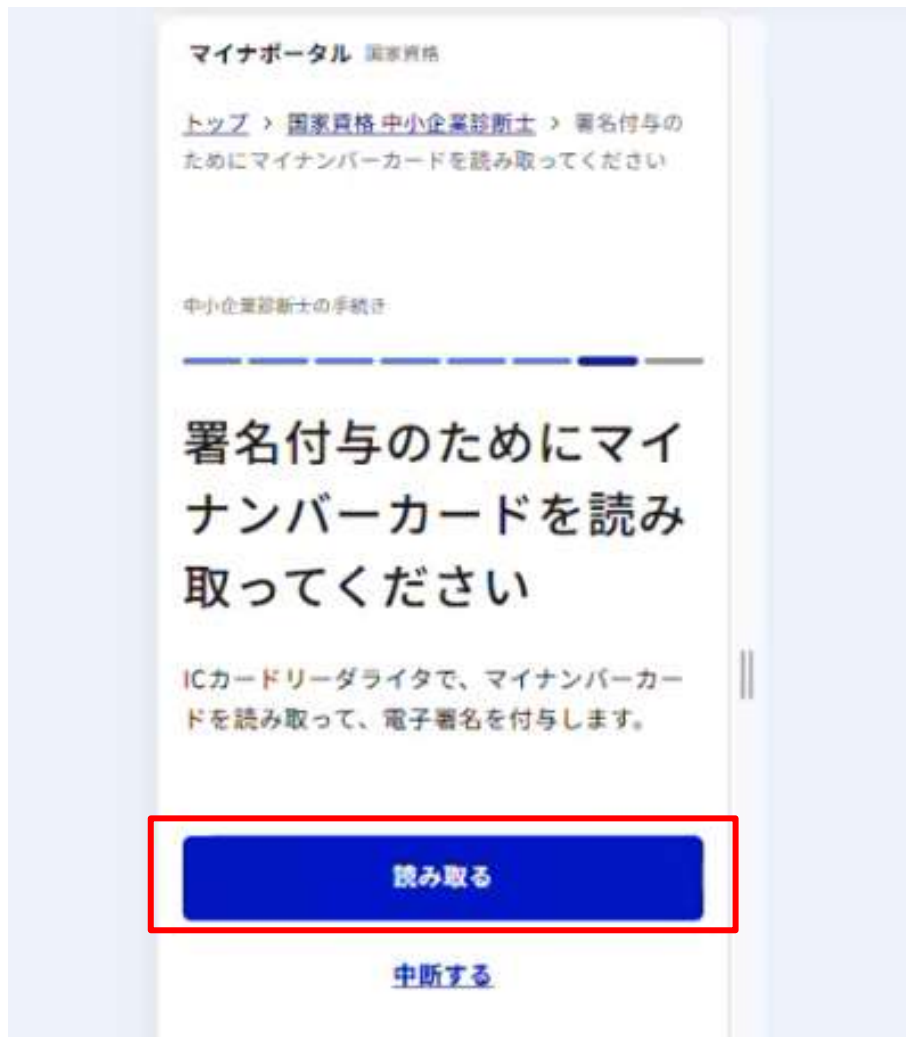 マイナポータル 国家資格
トップ > 国家資格 中小企業診断士 > 署名付与の
ためにマイナンバーカードを読み取ってください
中小企業診断士の手続き
署名付与のためにマイ
ナンバーカードを読み
取ってください
ICカードリーダライタで、マイナンバーカー
ドを読み取って、電子署名を付与します。
読み取る
中断する